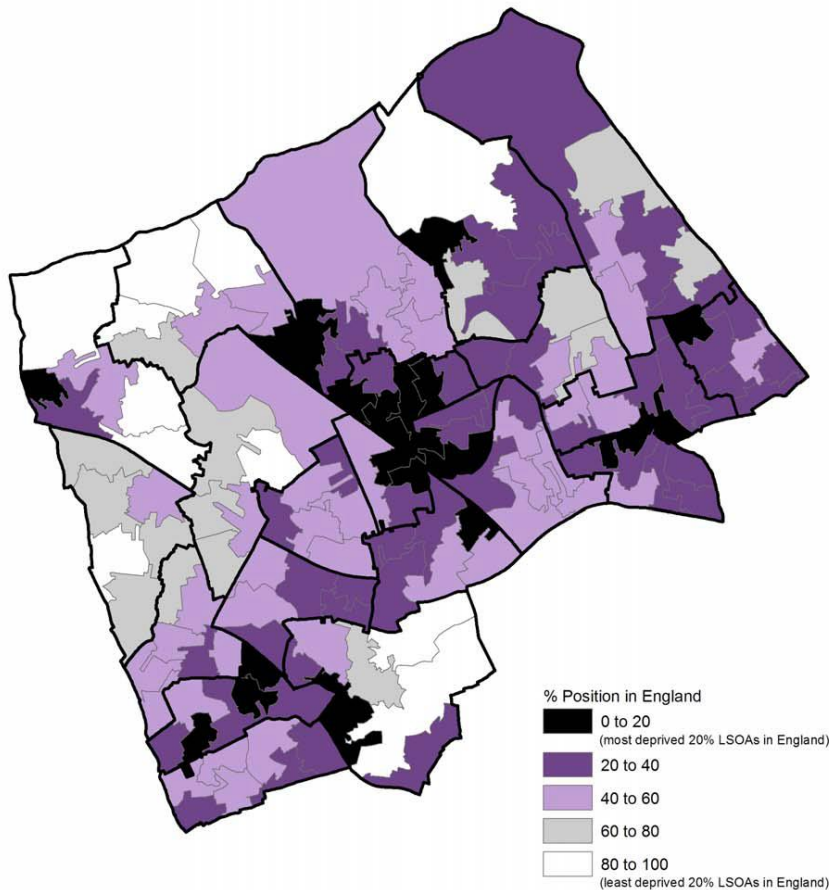 % Position in England
0 to 20
(most deprived 20% LSOAs in England)
20 to 40
40 to 60
60 to 80
80 to 100
(least deprived 20% LSOAs in England)